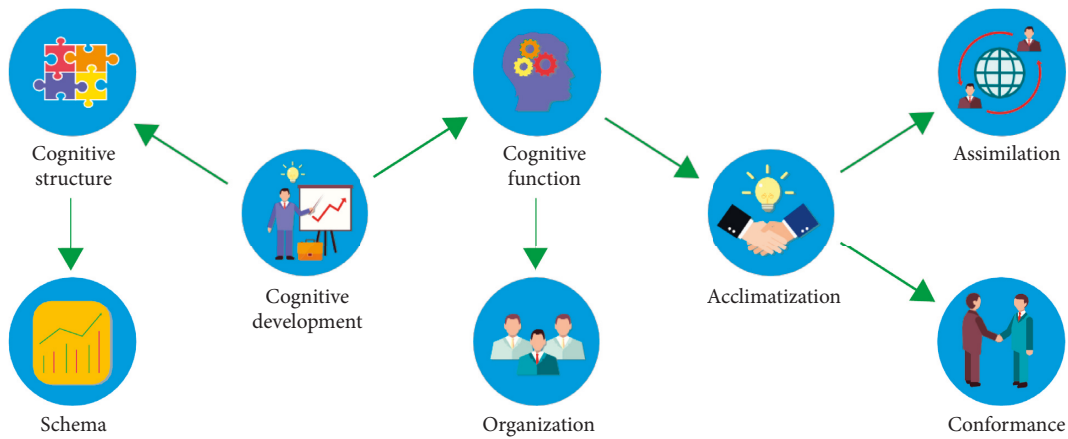 Cognitive
structure
Cognitive
function
Assimilation
Cognitive
development
Acclimatization
Schema
Organization
Conformance